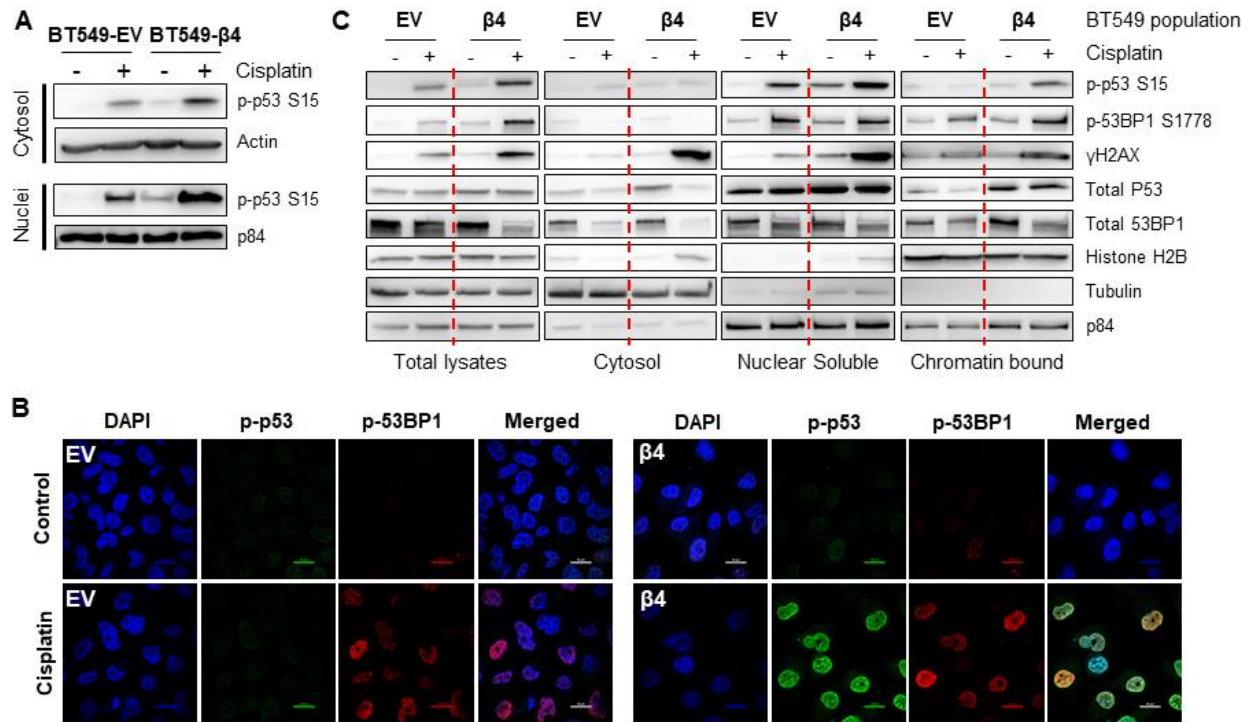 A
BT549-EV BT549-β4
- + - + Cisplatin
Cytosol
p-p53 S15
Actin
Nuclei
p-p53 S15
p84
C
EV β4 EV β4 EV β4 EV β4 BT549 population
- + - + - + - + - + - + - + - + Cisplatin
p-p53 S15
p-53BP1 S1778
γH2AX
Total P53
Total 53BP1
Histone H2B
Tubulin
p84
Total lysates Cytosol Nuclear Soluble Chromatin bound
B
DAPI p-p53 p-53BP1 Merged DAPI p-p53 p-53BP1 Merged
Control
EV β4
Cisplatin
EV β4